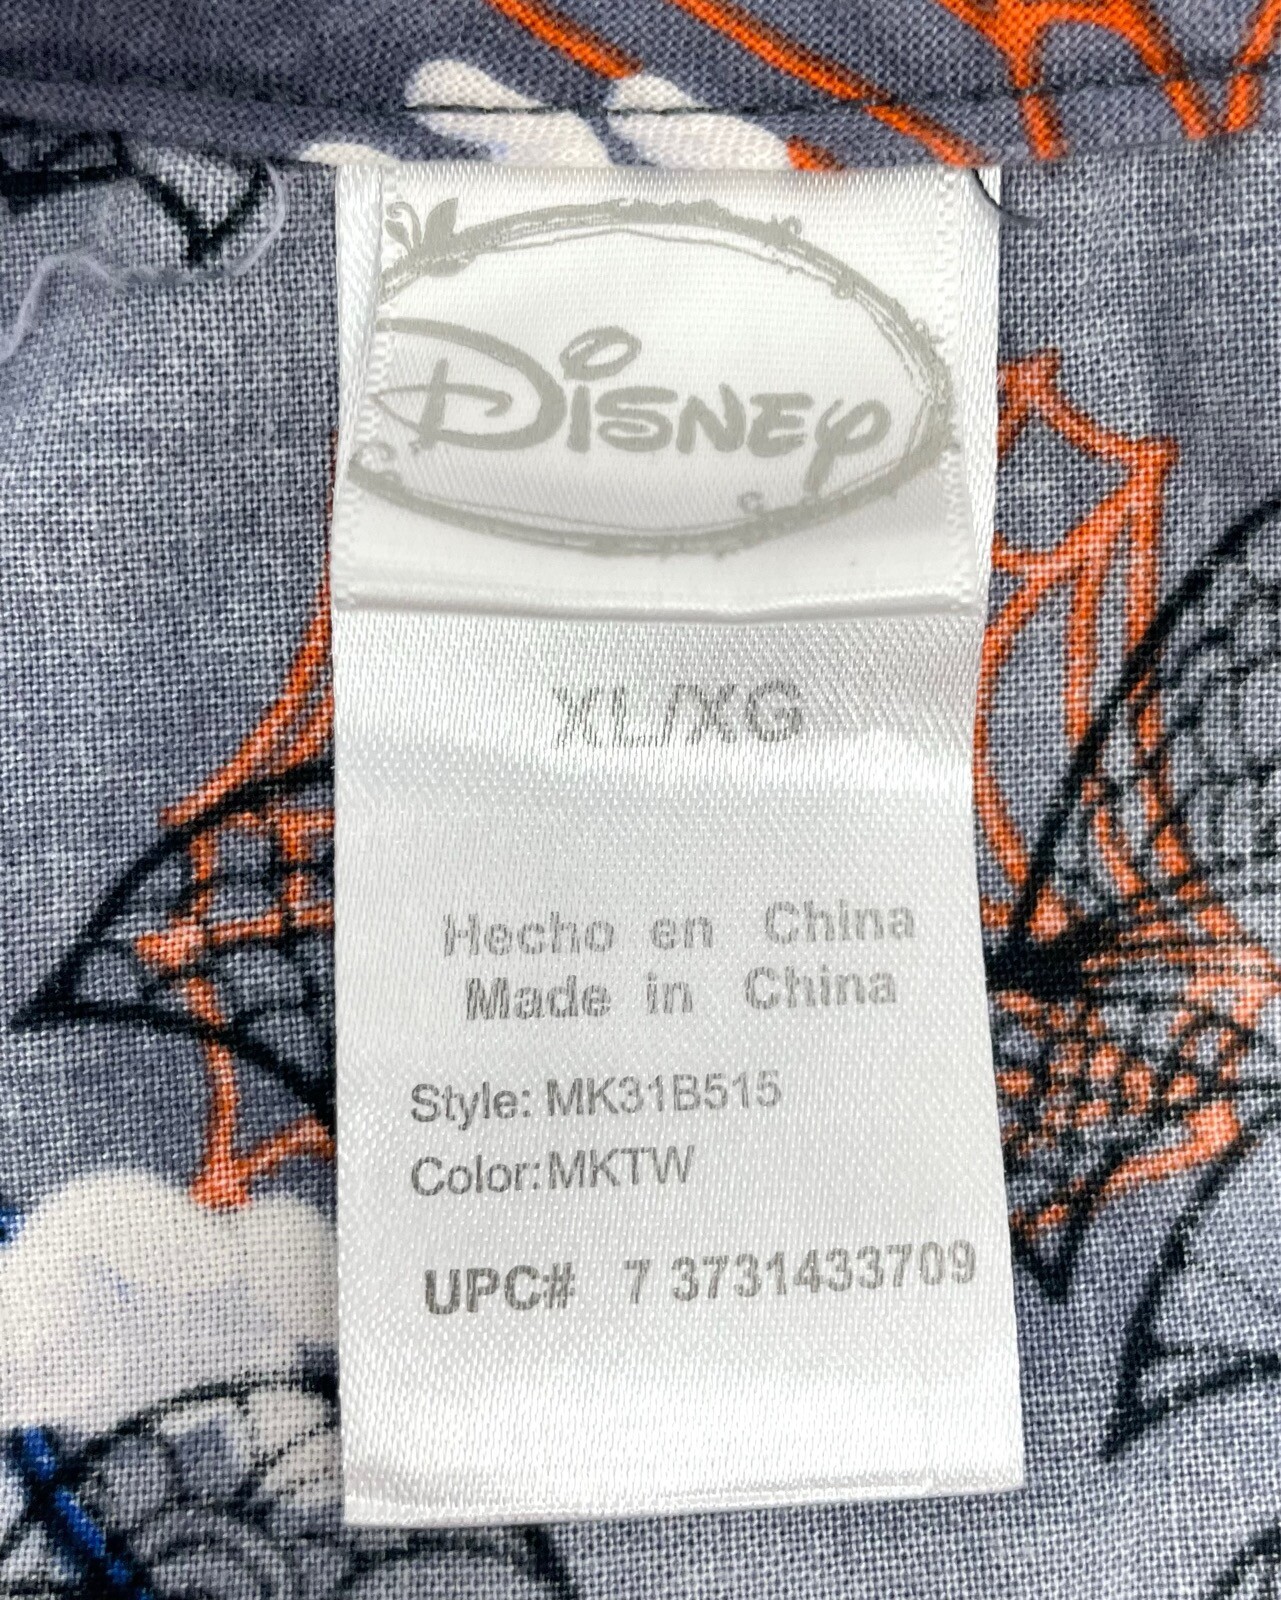 Disney
XL/XG
Hecho en China
Made in China
Style: MK31B515
Color:MKTW
UPC# 7 3731433709